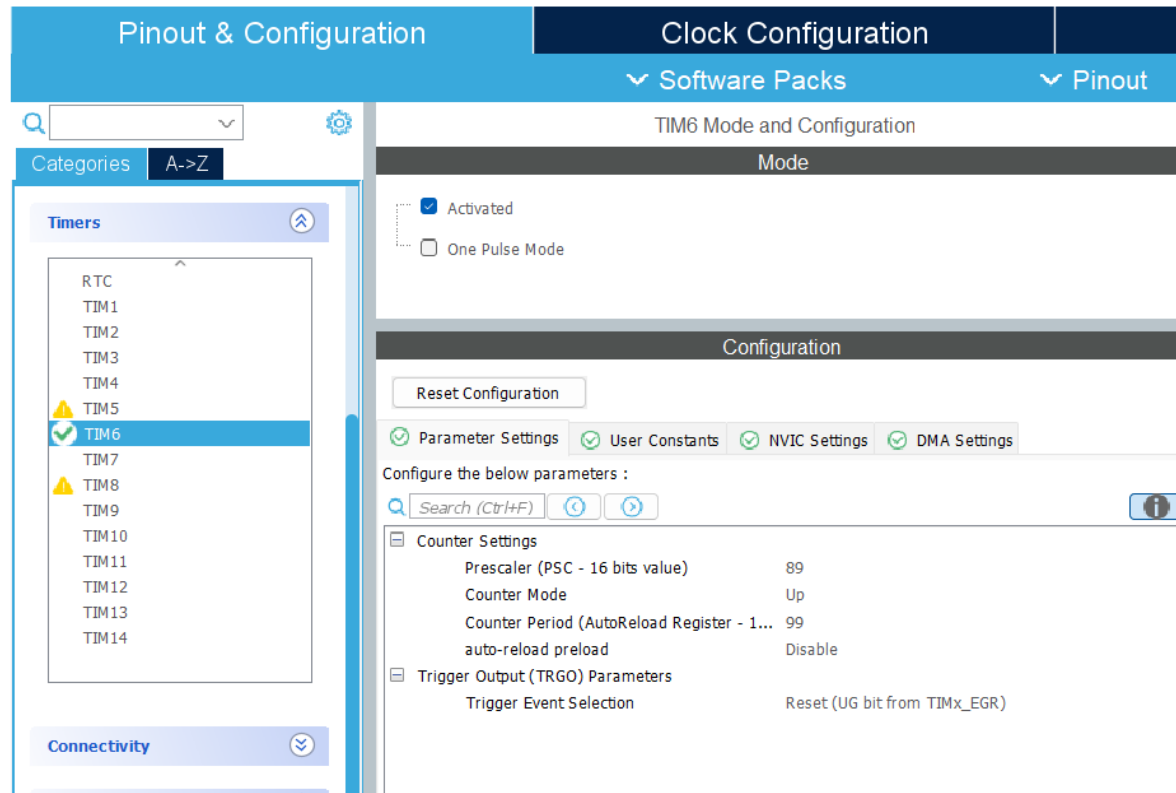 Pinout & Configuration
Clock Configuration
Software Packs
Pinout
Categories
A->Z
Timers
RTC
TIM1
TIM2
TIM3
TIM4
TIM5
TIM6
TIM7
TIM8
TIM9
TIM10
TIM11
TIM12
TIM13
TIM14
Connectivity
TIM6 Mode and Configuration
Mode
Activated
One Pulse Mode
Configuration
Reset Configuration
Parameter Settings
User Constants
NVIC Settings
DMA Settings
Configure the below parameters :
Search (Ctrl+F)
Counter Settings
Prescaler (PSC - 16 bits value) 89
Counter Mode Up
Counter Period (AutoReload Register - 1... 99
auto-reload preload Disable
Trigger Output (TRGO) Parameters
Trigger Event Selection Reset (UG bit from TIMx_EGR)